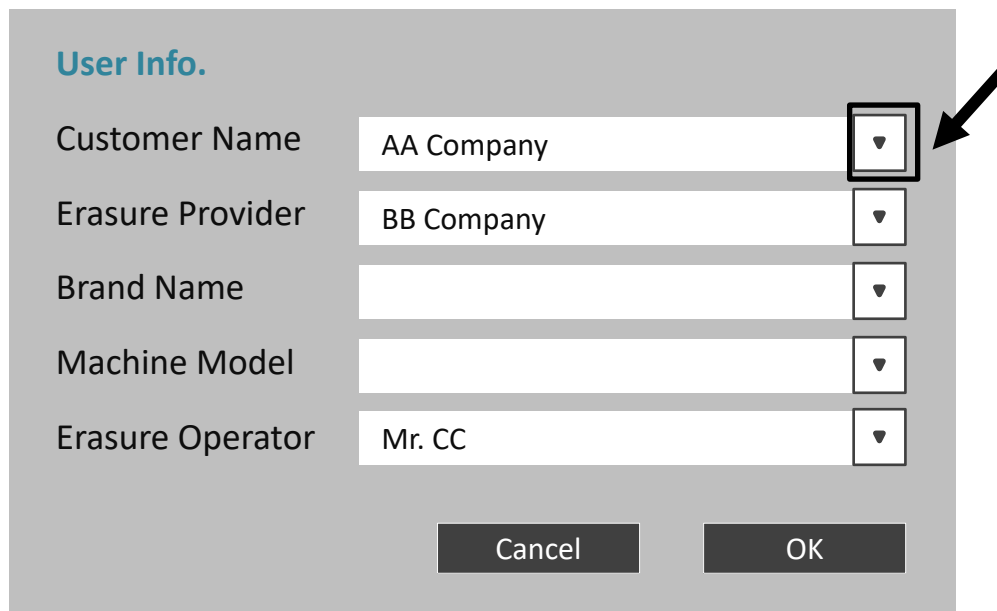 User Info.
Customer Name AA Company
Erasure Provider BB Company
Brand Name
Machine Model
Erasure Operator Mr. CC
Cancel OK